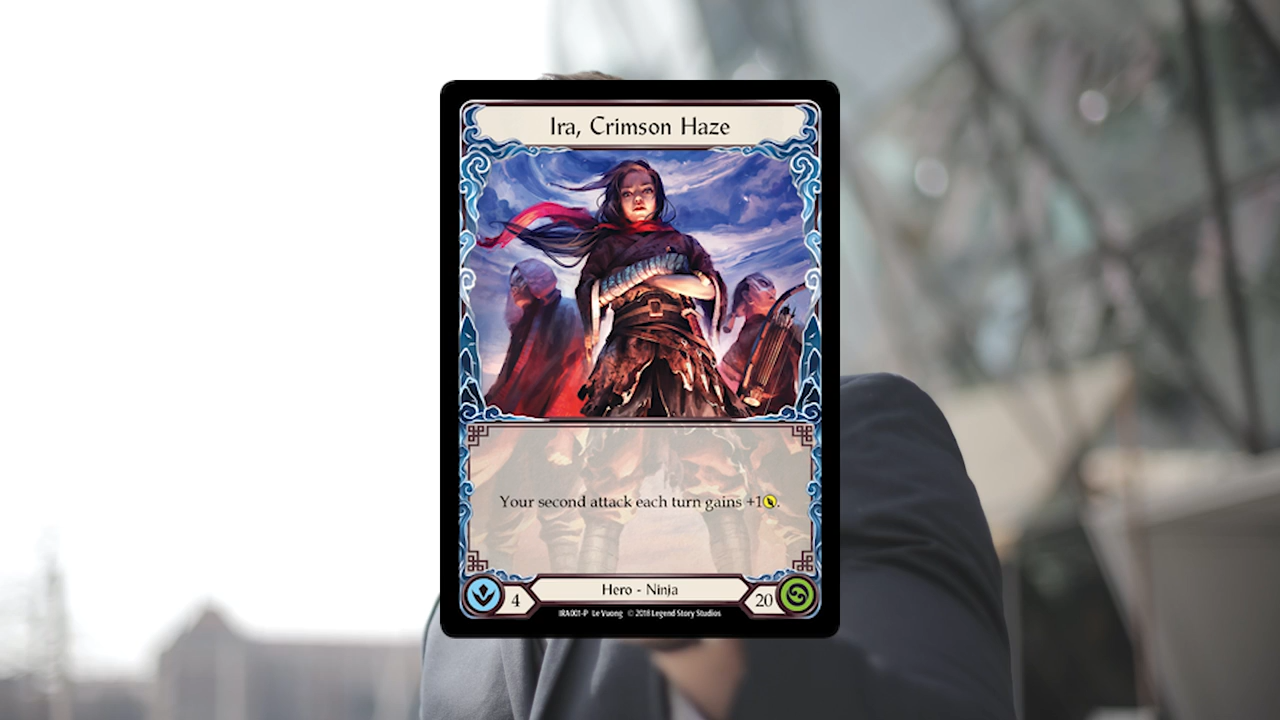 Ira, Crimson Haze
Your second attack each turn gains +1.
4
Hero - Ninja
20
IRA001-P Le Vuong © 2018 Legend Story Studios